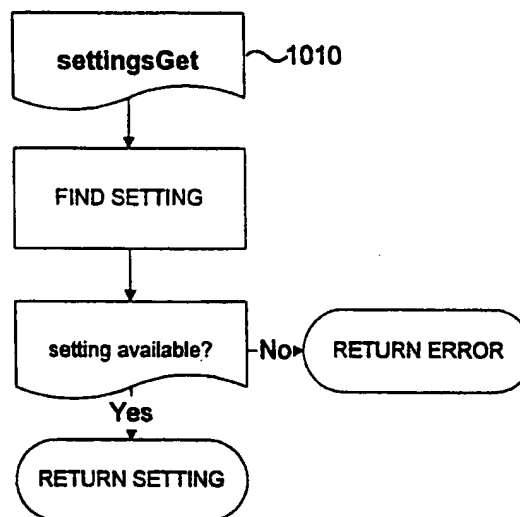 settingsGet
1010
FIND SETTING
setting available?
No
RETURN ERROR
Yes
RETURN SETTING